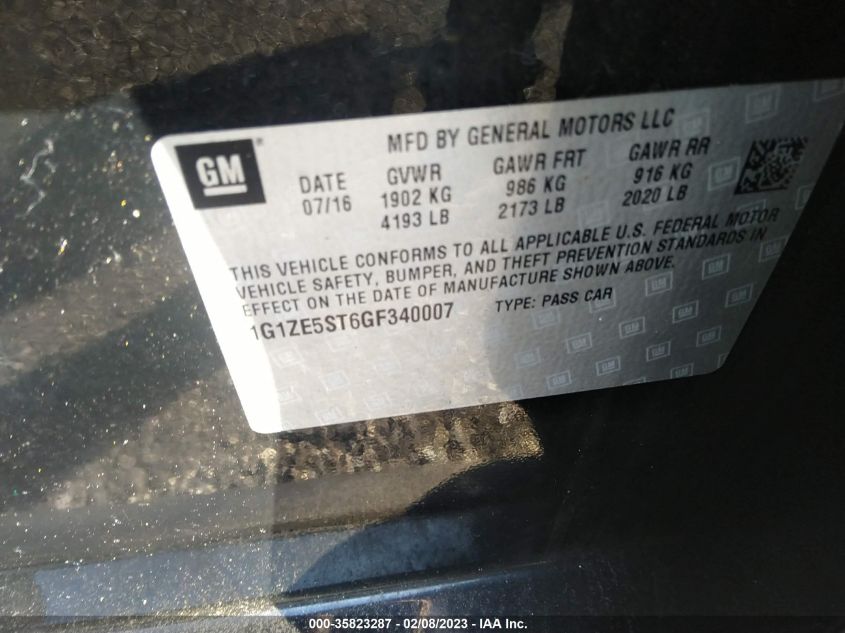 GM
MFD BY GENERAL MOTORS LLC
DATE GVWR GAWR FRT GAWR RR
07/16 1902 KG 986 KG 916 KG
4193 LB 2173 LB 2020 LB
THIS VEHICLE CONFORMS TO ALL APPLICABLE U.S. FEDERAL MOTOR
VEHICLE SAFETY, BUMPER, AND THEFT PREVENTION STANDARDS IN
EFFECT ON THE DATE OF MANUFACTURE SHOWN ABOVE.
1G1ZE5ST6GF340007 TYPE: PASS CAR
000-35823287 - 02/08/2023 - IAA Inc.